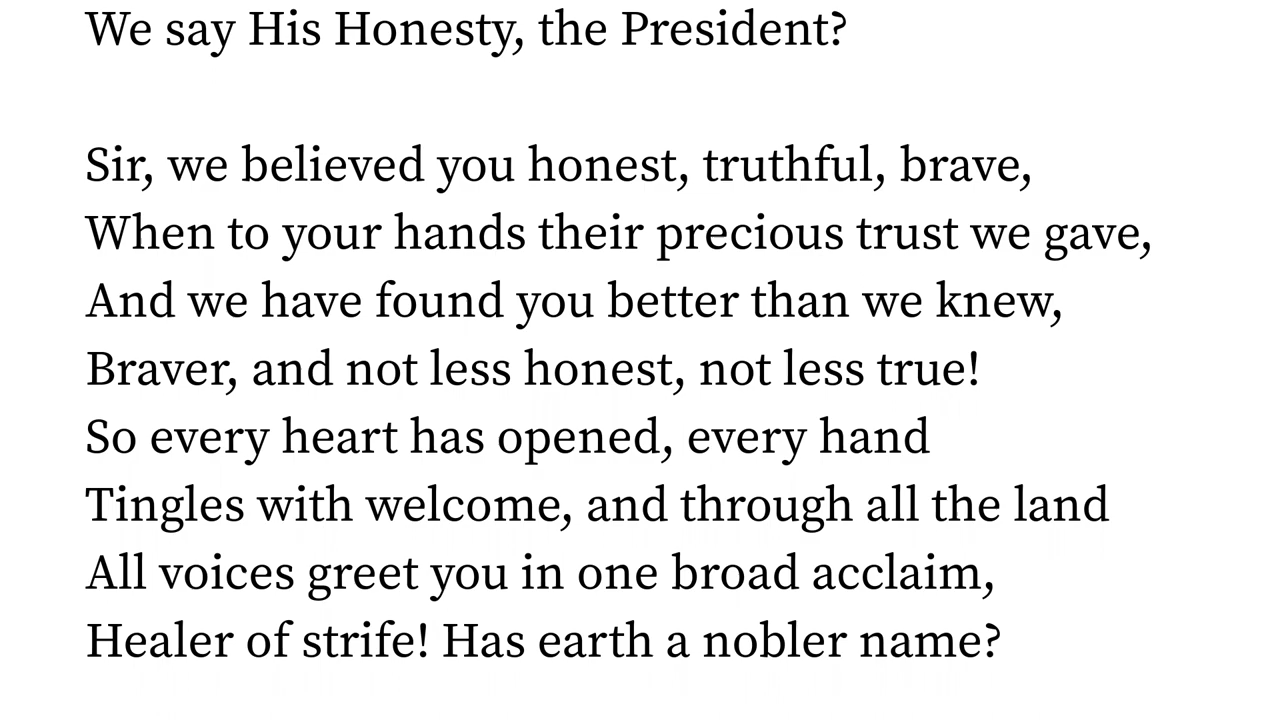 We say His Honesty, the President?
Sir, we believed you honest, truthful, brave,
When to your hands their precious trust we gave,
And we have found you better than we knew,
Braver, and not less honest, not less true!
So every heart has opened, every hand
Tingles with welcome, and through all the land
All voices greet you in one broad acclaim,
Healer of strife! Has earth a nobler name?